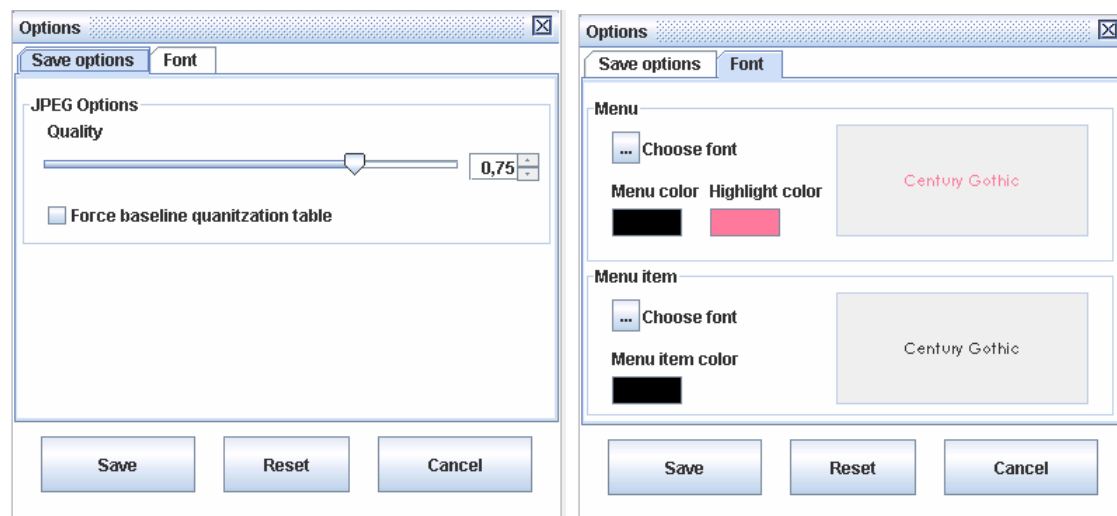 Options
Save options Font
JPEG Options
Quality
0,75
Force baseline quanitzation table
Save Reset Cancel
Options
Save options Font
Menu
... Choose font
Menu color Highlight color
Century Gothic
Menu item
... Choose font
Menu item color
Century Gothic
Save Reset Cancel